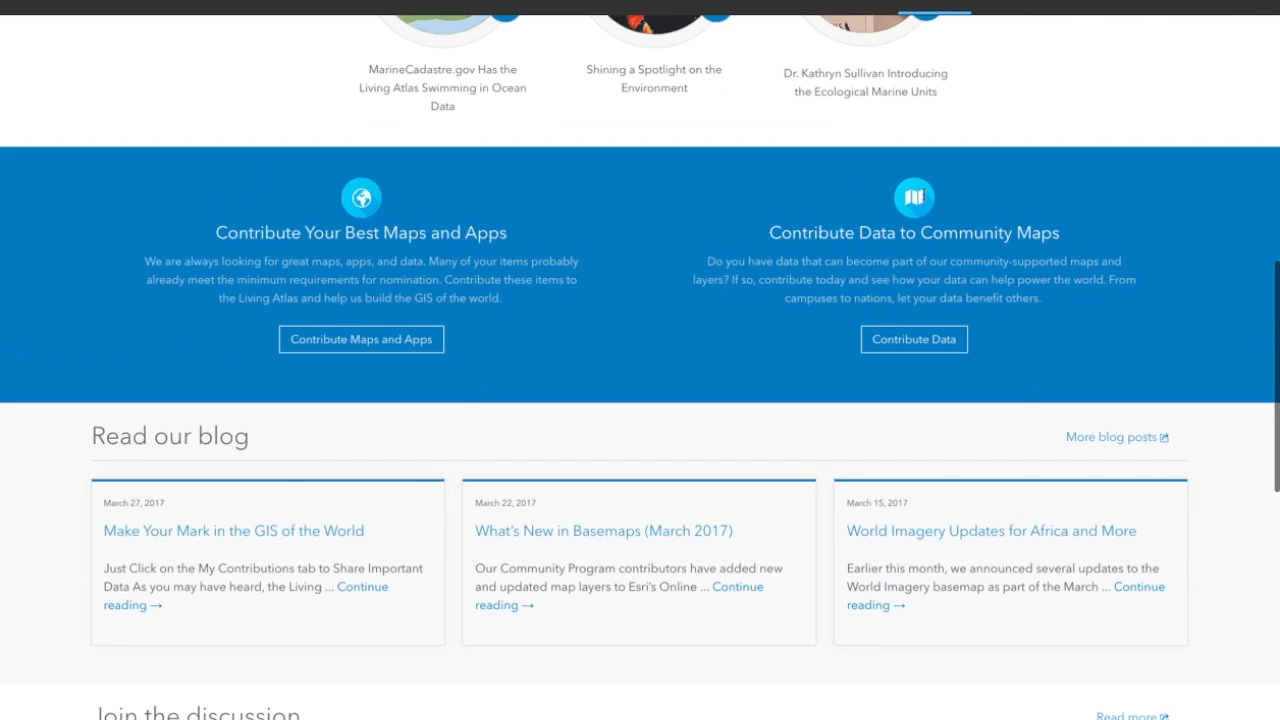 MarineCadastre.gov Has the
Living Atlas Swimming in Ocean
Data
Shining a Spotlight on the
Environment
Dr. Kathryn Sullivan Introducing
the Ecological Marine Units
Contribute Your Best Maps and Apps
We are always looking for great maps, apps, and data. Many of your items probably
already meet the minimum requirements for nomination. Contribute these items to
the Living Atlas and help us build the GIS of the world.
Contribute Maps and Apps
Contribute Data to Community Maps
Do you have data that can become part of our community-supported maps and
layers? If so, contribute today and see how your data can help power the world. From
campuses to nations, let your data benefit others.
Contribute Data
Read our blog
More blog posts
March 27, 2017
Make Your Mark in the GIS of the World
Just Click on the My Contributions tab to Share Important
Data As you may have heard, the Living ... Continue
reading →
March 22, 2017
What's New in Basemaps (March 2017)
Our Community Program contributors have added new
and updated map layers to Esri's Online ... Continue
reading →
March 15, 2017
World Imagery Updates for Africa and More
Earlier this month, we announced several updates to the
World Imagery basemap as part of the March ... Continue
reading →
Join the discussion
Read more